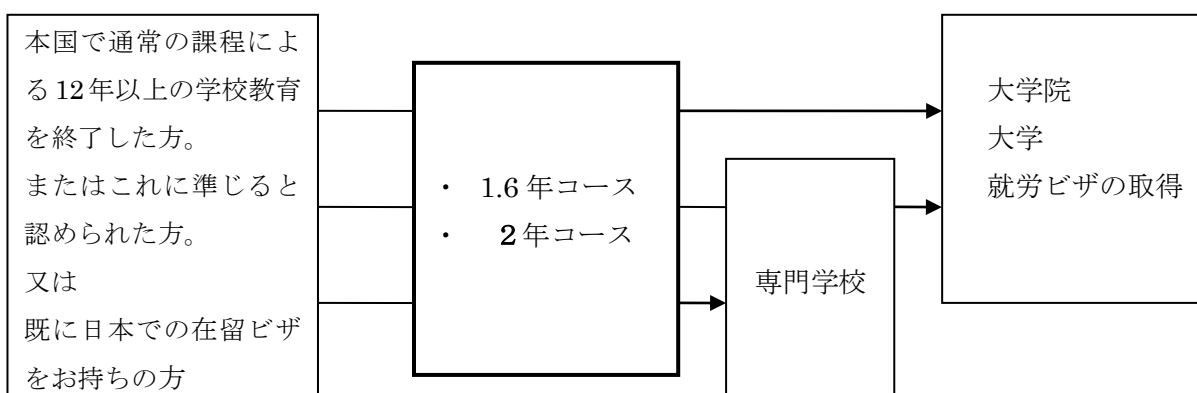 本国で通常の課程によ
る12年以上の学校教育
を終了した方。
またはこれに準じると
認められた方。
又は
既に日本での在留ビザ
をお持ちの方
・ 1.6年コース
・ 2年コース
専門学校
大学院
大学
就労ビザの取得